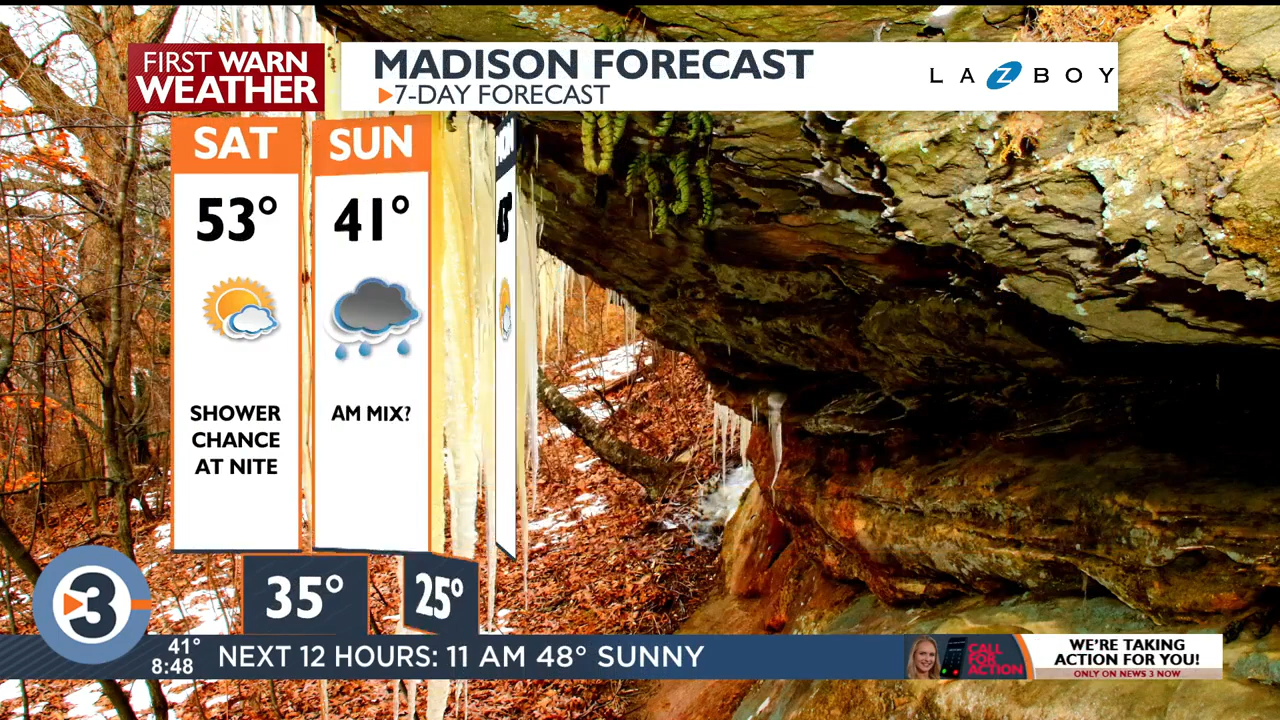 FIRST WARN
WEATHER
MADISON FORECAST
7-DAY FORECAST
LA Z BOY
SAT
SUN
53°
41°
SHOWER
CHANCE
AT NITE
AM MIX?
35°
25°
3
41°
8:48
NEXT 12 HOURS: 11 AM 48° SUNNY
CALL
FOR
ACTION
WE'RE TAKING
ACTION FOR YOU!
ONLY ON NEWS 3 NOW